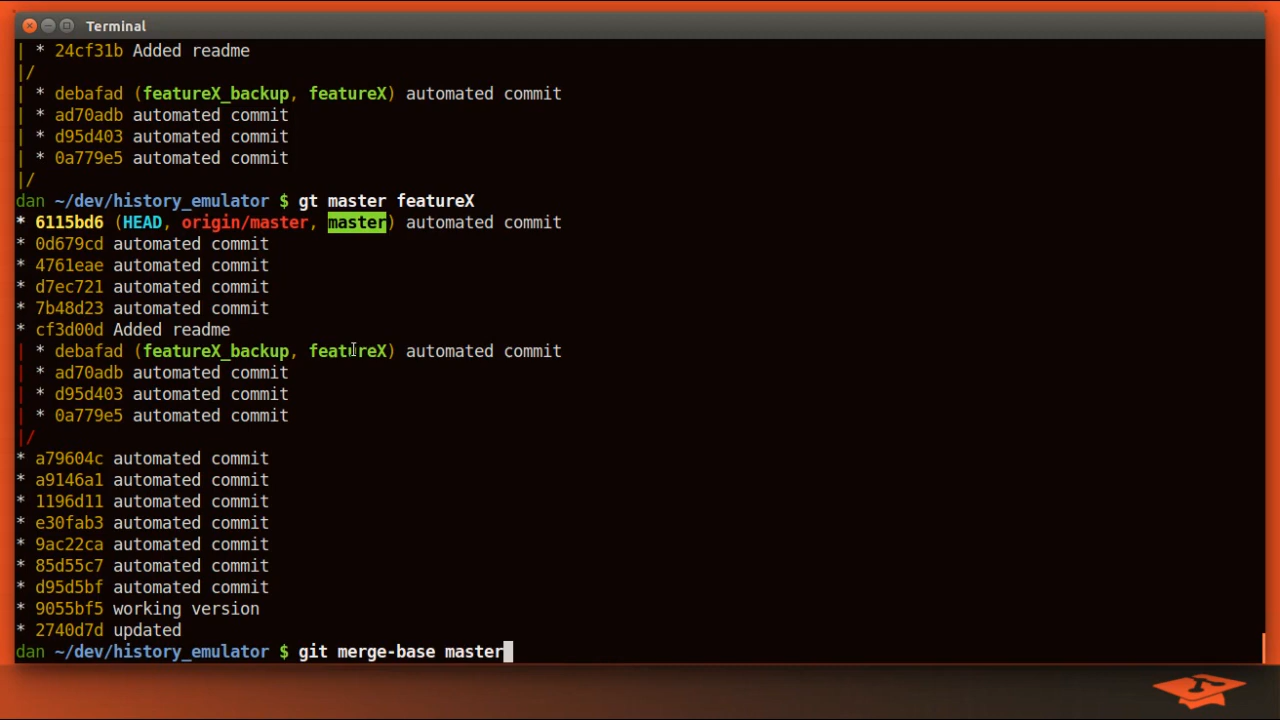 Terminal
| * 24cf31b Added readme
|/
| * debafad (featureX_backup, featureX) automated commit
| * ad70adb automated commit
| * d95d403 automated commit
| * 0a779e5 automated commit
|/
dan ~/dev/history_emulator $ gt master featureX
* 6115bd6 (HEAD, origin/master, master) automated commit
* 0d679cd automated commit
* 4761eae automated commit
* d7ec721 automated commit
* 7b48d23 automated commit
* cf3d00d Added readme
| * debafad (featureX_backup, featureX) automated commit
| * ad70adb automated commit
| * d95d403 automated commit
| * 0a779e5 automated commit
|/
* a79604c automated commit
* a9146a1 automated commit
* 1196d11 automated commit
* e30fab3 automated commit
* 9ac22ca automated commit
* 85d55c7 automated commit
* d95d5bf automated commit
* 9055bf5 working version
* 2740d7d updated
dan ~/dev/history_emulator $ git merge-base master